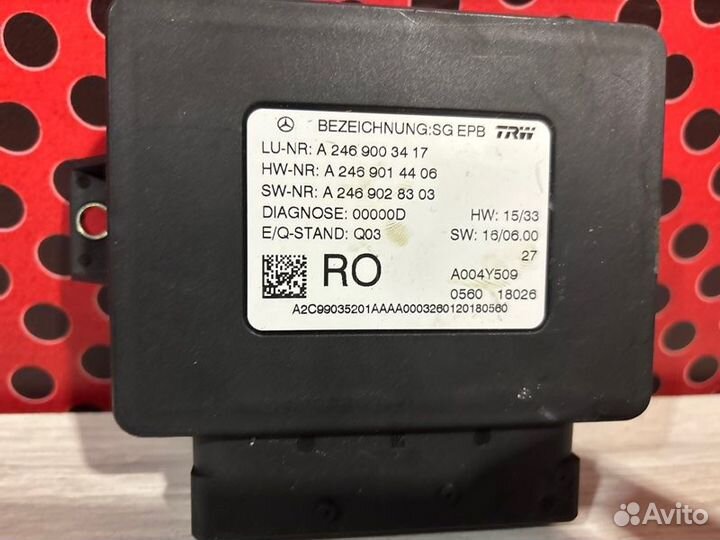 BEZEICHNUNG:SG EPB TRW
LU-NR: A 246 900 34 17
HW-NR: A 246 901 44 06
SW-NR: A 246 902 83 03
DIAGNOSE: 00000D HW: 15/33
E/Q-STAND: Q03 SW: 16/06.00
27
RO A004Y509
0560 18026
A2C99035201AAAA0003260120180560
Avito